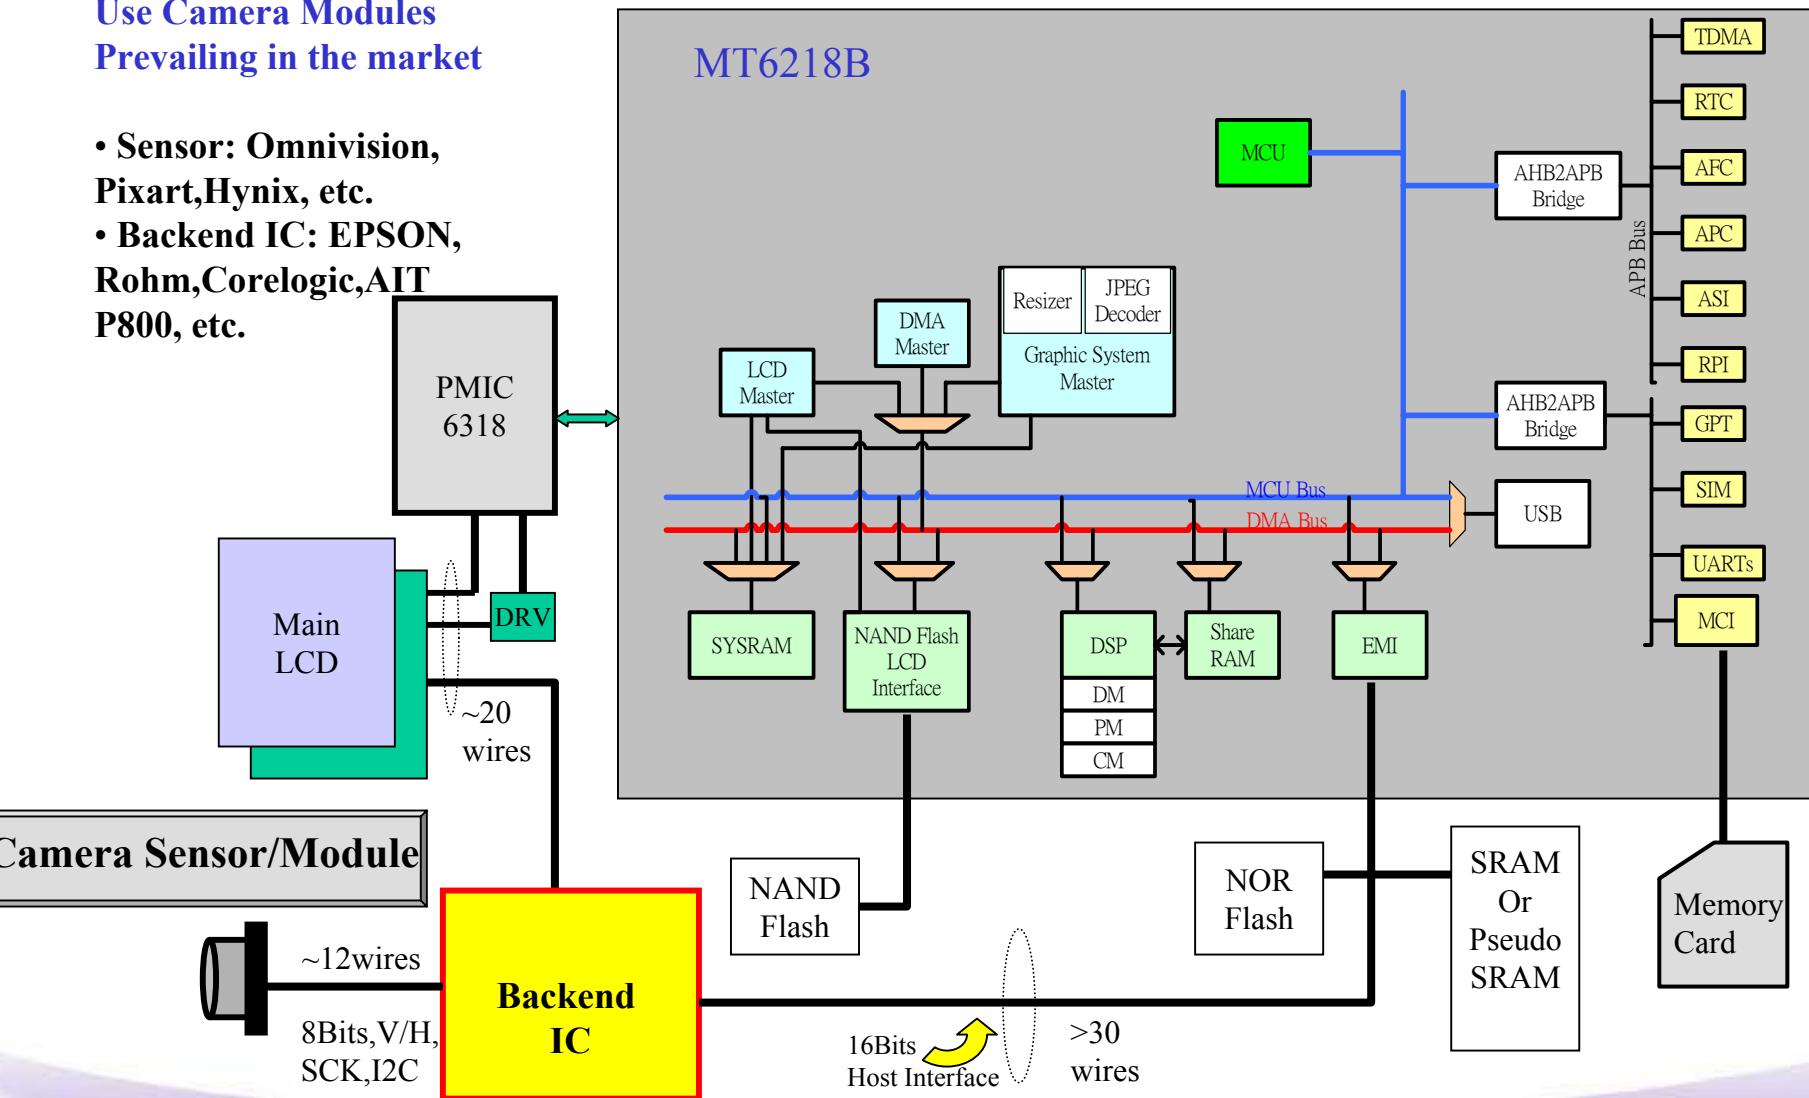 Use Camera Modules
Prevailing in the market
• Sensor: Omnivision,
Pixart,Hynix, etc.
• Backend IC: EPSON,
Rohm,Corelogic,AIT
P800, etc.
MT6218B
MCU
AHB2APB
Bridge
APB Bus
TDMA
RTC
AFC
APC
ASI
RPI
AHB2APB
Bridge
GPT
SIM
UARTs
MCI
Resizer
JPEG
Decoder
Graphic System
Master
DMA
Master
LCD
Master
PMIC
6318
MCU Bus
DMA Bus
USB
SYSRAM
NAND Flash
LCD
Interface
DSP
DM
PM
CM
Share
RAM
EMI
Main
LCD
DRV
~20
wires
Camera Sensor/Module
~12wires
8Bits,V/H,
SCK,I2C
Backend
IC
NAND
Flash
16Bits
Host Interface
>30
wires
NOR
Flash
SRAM
Or
Pseudo
SRAM
Memory
Card